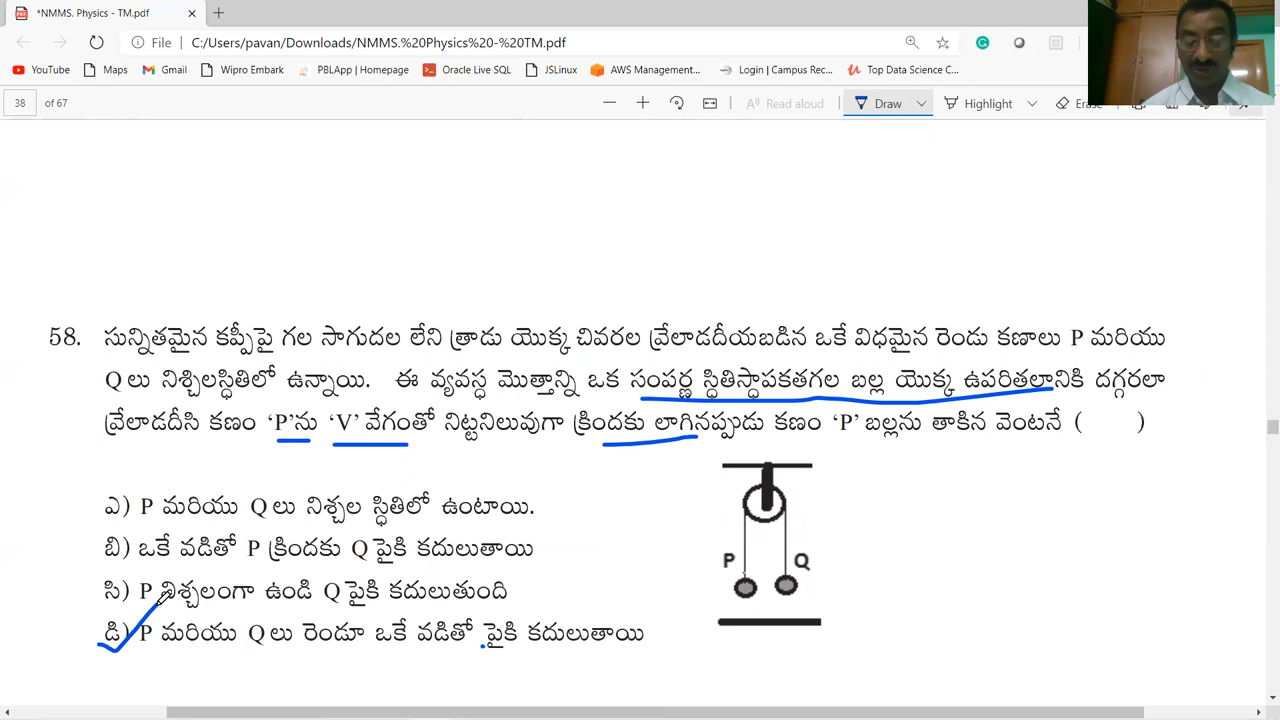 *NMMS. Physics - TM.pdf
File C:/Users/pavan/Downloads/NMMS.%20Physics%20-%20TM.pdf
YouTube Maps Gmail Wipro Embark PBLApp | Homepage Oracle Live SQL JSLinux AWS Management... Login | Campus Rec... Top Data Science C...
38 of 67 Read aloud Draw Highlight Erase
58. సున్నితమైన కప్పీపై గల సాగుదల లేని త్రాడు యొక్క చివరల వ్రేలాడదీయబడిన ఒకే విధమైన రెండు కణాలు P మరియు
Q లు నిశ్చిలస్థితిలో ఉన్నాయి. ఈ వ్యవస్థ మొత్తాన్ని ఒక సంపర్ణ స్థితిస్థాపకతగల బల్ల యొక్క ఉపరితలానికి దగ్గరలా
వ్రేలాడదీసి కణం ‘P’ను ‘V’ వేగంతో నిట్టనిలువుగా క్రిందకు లాగినప్పుడు కణం ‘P’ బల్లను తాకిన వెంటనే ( )
ఎ) P మరియు Q లు నిశ్చల స్థితిలో ఉంటాయి.
బి) ఒకే వడితో P క్రిందకు Q పైకి కదులుతాయి
సి) P నిశ్చలంగా ఉండి Q పైకి కదులుతుంది
డి) P మరియు Q లు రెండూ ఒకే వడితో పైకి కదులుతాయి
P Q